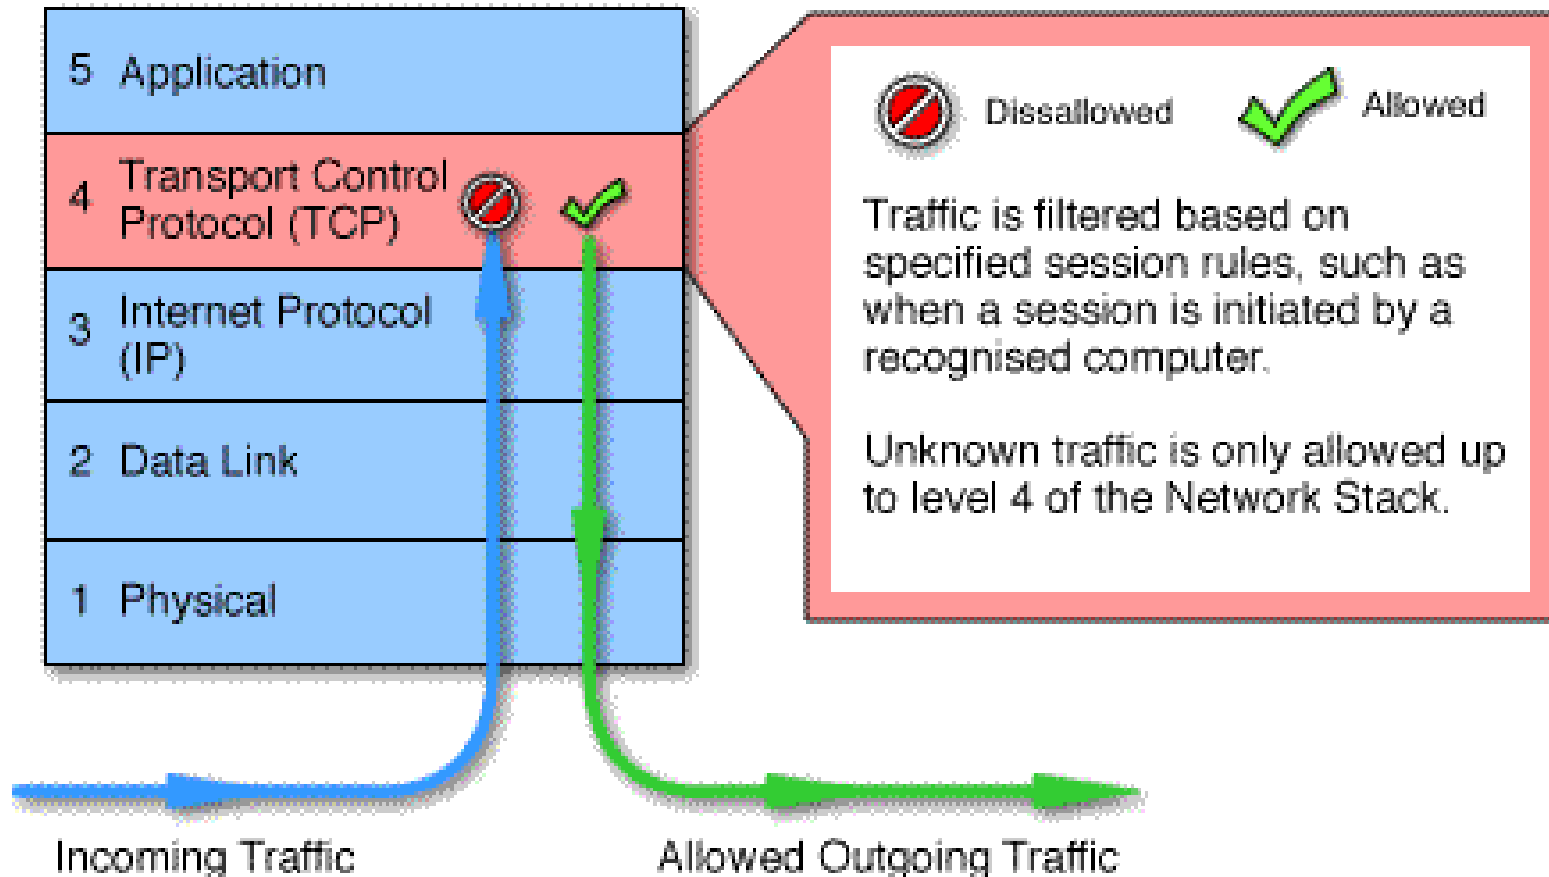 5 Application
4 Transport Control
Protocol (TCP)
3 Internet Protocol
(IP)
2 Data Link
1 Physical
Incoming Traffic
Allowed Outgoing Traffic
Dissallowed
Allowed
Traffic is filtered based on
specified session rules, such as
when a session is initiated by a
recognised computer.
Unknown traffic is only allowed up
to level 4 of the Network Stack.